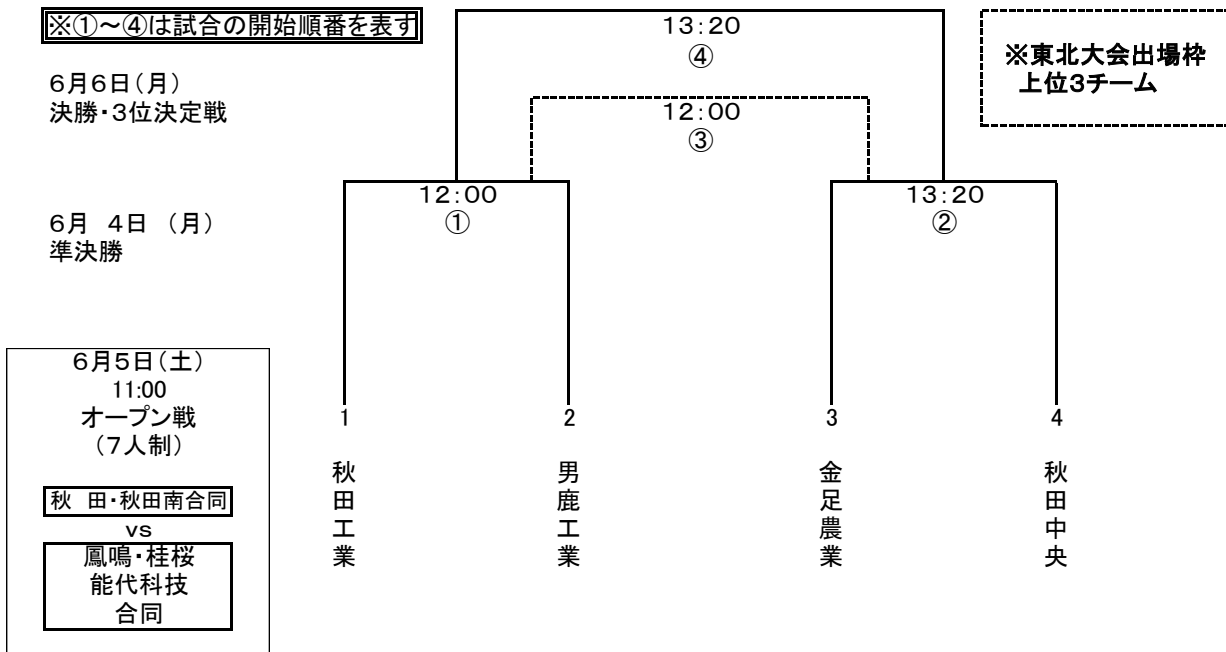 ※①～④は試合の開始順番を表す
13:20
④
※東北大会出場枠
上位3チーム
6月6日(月)
決勝・3位決定戦
12:00
③
12:00
①
13:20
②
6月 4日 (月)
準決勝
6月5日(土)
11:00
オープン戦
(7人制)
秋 田・秋田南合同
vs
鳳鳴・桂桜
能代科技
合同
1
2
3
4
秋田工業
男鹿工業
金足農業
秋田中央